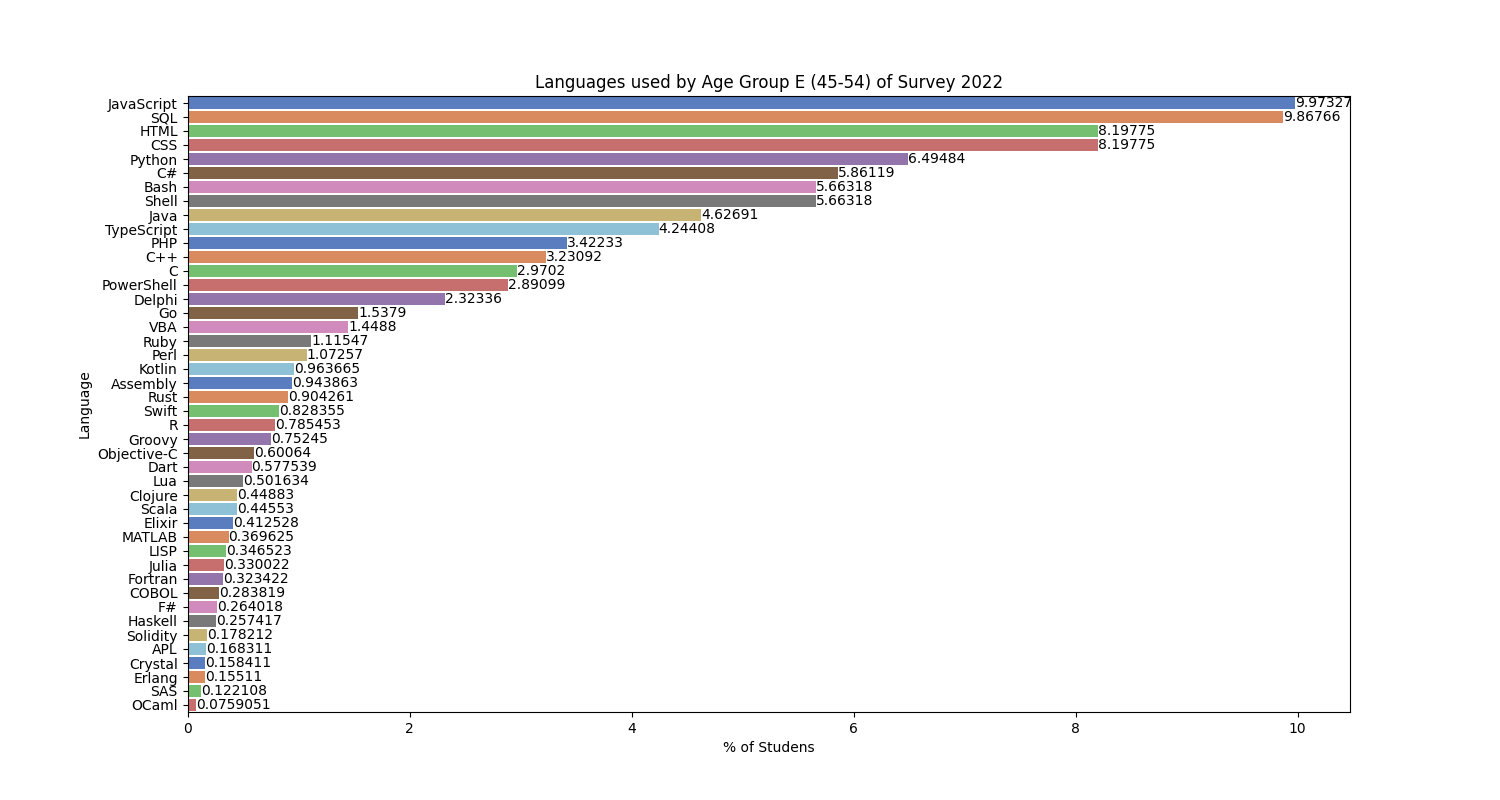 Languages used by Age Group E (45-54) of Survey 2022
JavaScript 9.97327
SQL 9.86766
HTML 8.19775
CSS 8.19775
Python 6.49484
C# 5.86119
Bash 5.66318
Shell 5.66318
Java 4.62691
TypeScript 4.24408
PHP 3.42233
C++ 3.23092
C 2.9702
PowerShell 2.89099
Delphi 2.32336
Go 1.5379
VBA 1.4488
Ruby 1.11547
Perl 1.07257
Kotlin 0.963665
Assembly 0.943863
Rust 0.904261
Swift 0.828355
R 0.785453
Groovy 0.75245
Objective-C 0.60064
Dart 0.577539
Lua 0.501634
Clojure 0.44883
Scala 0.44553
Elixir 0.412528
MATLAB 0.369625
LISP 0.346523
Julia 0.330022
Fortran 0.323422
COBOL 0.283819
F# 0.264018
Haskell 0.257417
Solidity 0.178212
APL 0.168311
Crystal 0.158411
Erlang 0.15511
SAS 0.122108
OCaml 0.0759051
Language
0 2 4 6 8 10
% of Studens